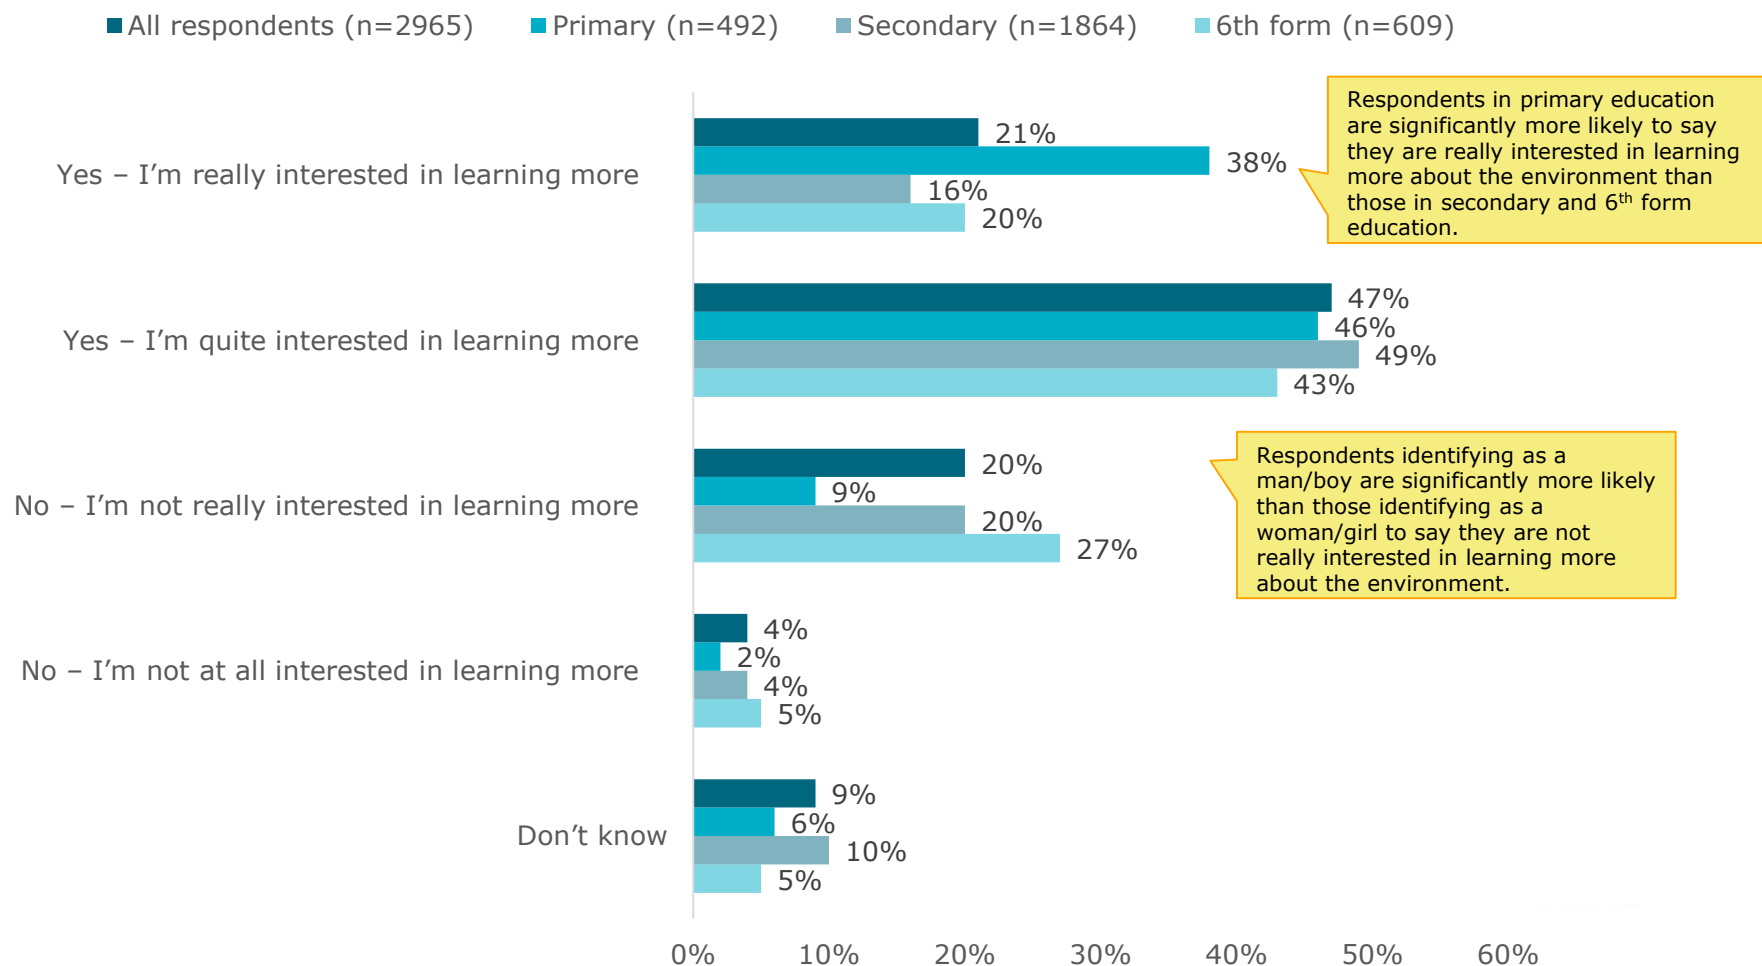 All respondents (n=2965) Primary (n=492) Secondary (n=1864) 6th form (n=609)
Yes – I’m really interested in learning more
21%
38%
16%
20%
Respondents in primary education
are significantly more likely to say
they are really interested in learning
more about the environment than
those in secondary and 6th form
education.
Yes – I’m quite interested in learning more
47%
46%
49%
43%
No – I’m not really interested in learning more
20%
9%
20%
27%
Respondents identifying as a
man/boy are significantly more likely
than those identifying as a
woman/girl to say they are not
really interested in learning more
about the environment.
No – I’m not at all interested in learning more
4%
2%
4%
5%
Don’t know
9%
6%
10%
5%
0% 10% 20% 30% 40% 50% 60%